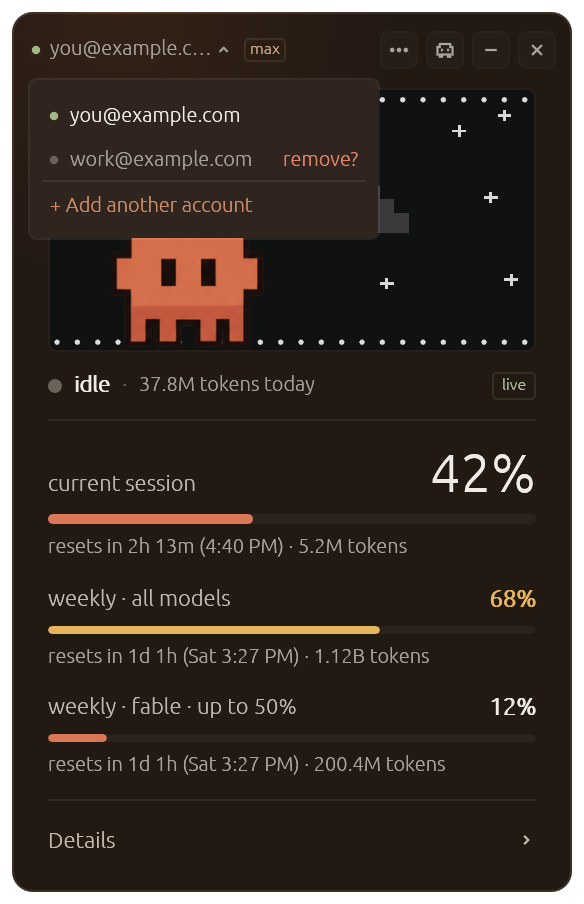 you@example.c… max
you@example.com
work@example.com remove?
+ Add another account
idle · 37.8M tokens today live
current session 42%
resets in 2h 13m (4:40 PM) · 5.2M tokens
weekly · all models 68%
resets in 1d 1h (Sat 3:27 PM) · 1.12B tokens
weekly · fable · up to 50% 12%
resets in 1d 1h (Sat 3:27 PM) · 200.4M tokens
Details